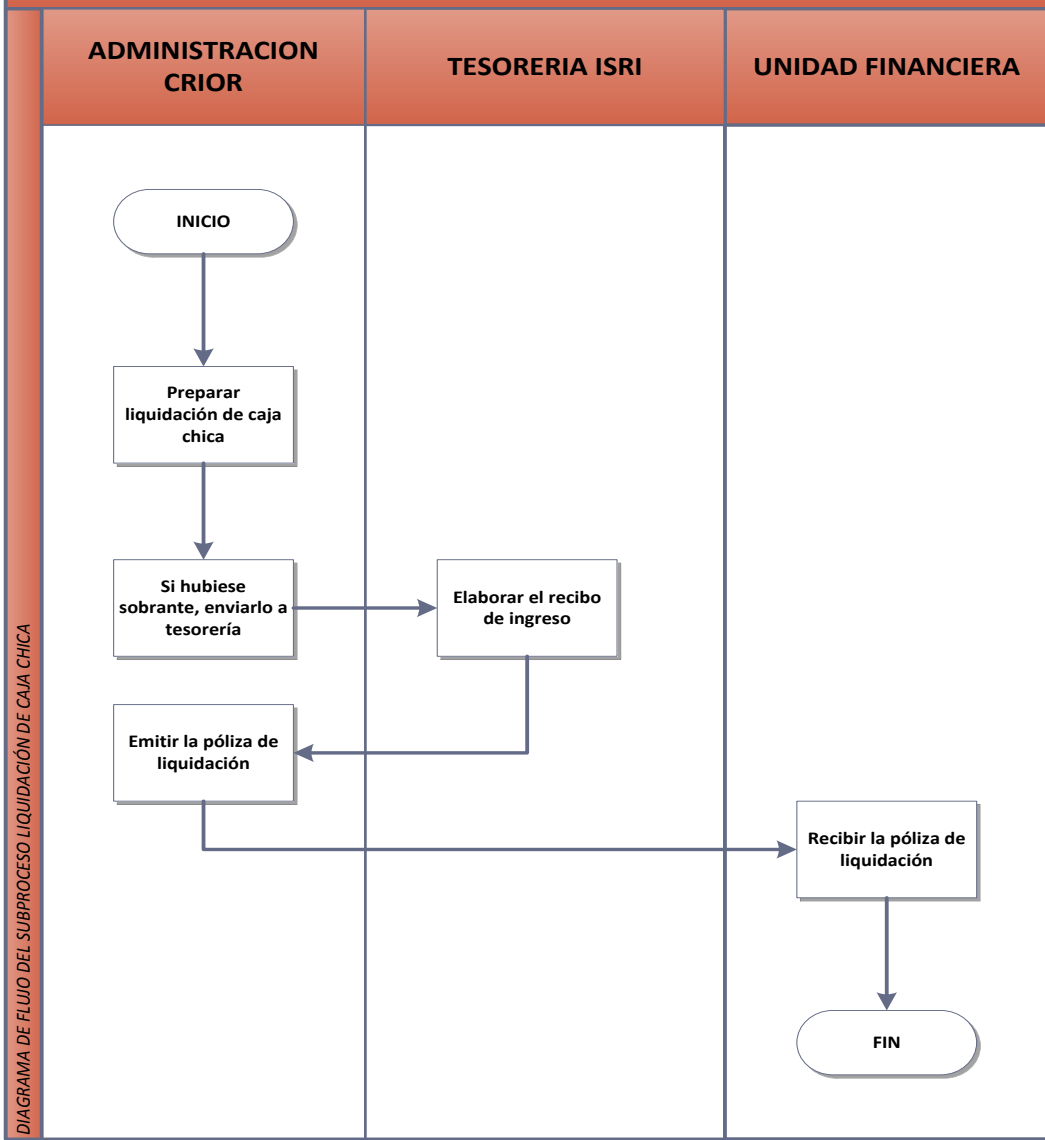 ADMINISTRACION
CRIOR
TESORERIA ISRI
UNIDAD FINANCIERA
DIAGRAMA DE FLUJO DEL SUBPROCESO LIQUIDACIÓN DE CAJA CHICA
INICIO
Preparar
liquidación de caja
chica
Si hubiese
sobrante, enviarlo a
tesorería
Elaborar el recibo
de ingreso
Emitir la póliza de
liquidación
Recibir la póliza de
liquidación
FIN